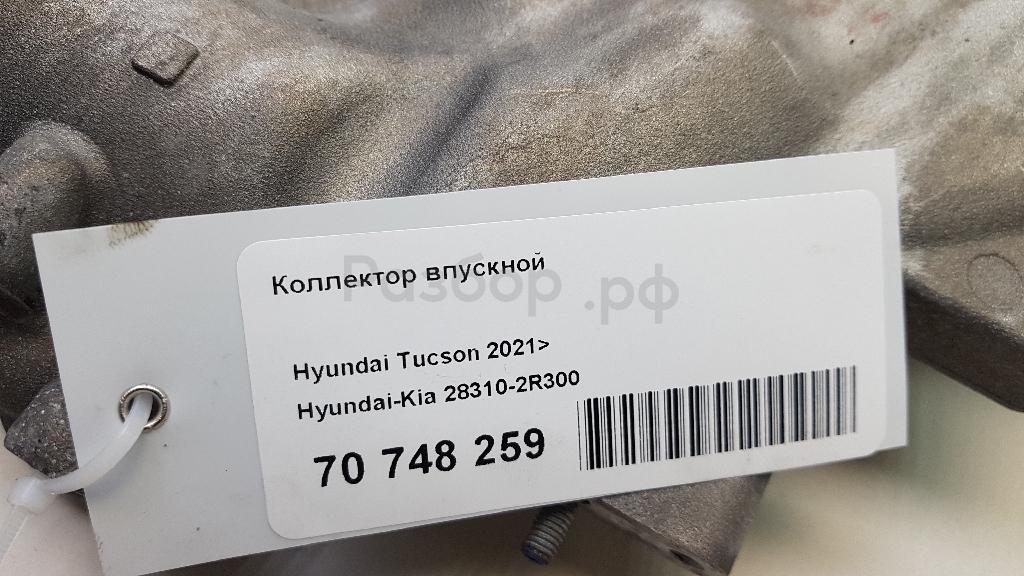 Коллектор впускной
Разбор.рф
Hyundai Tucson 2021>
Hyundai-Kia 28310-2R300
70 748 259